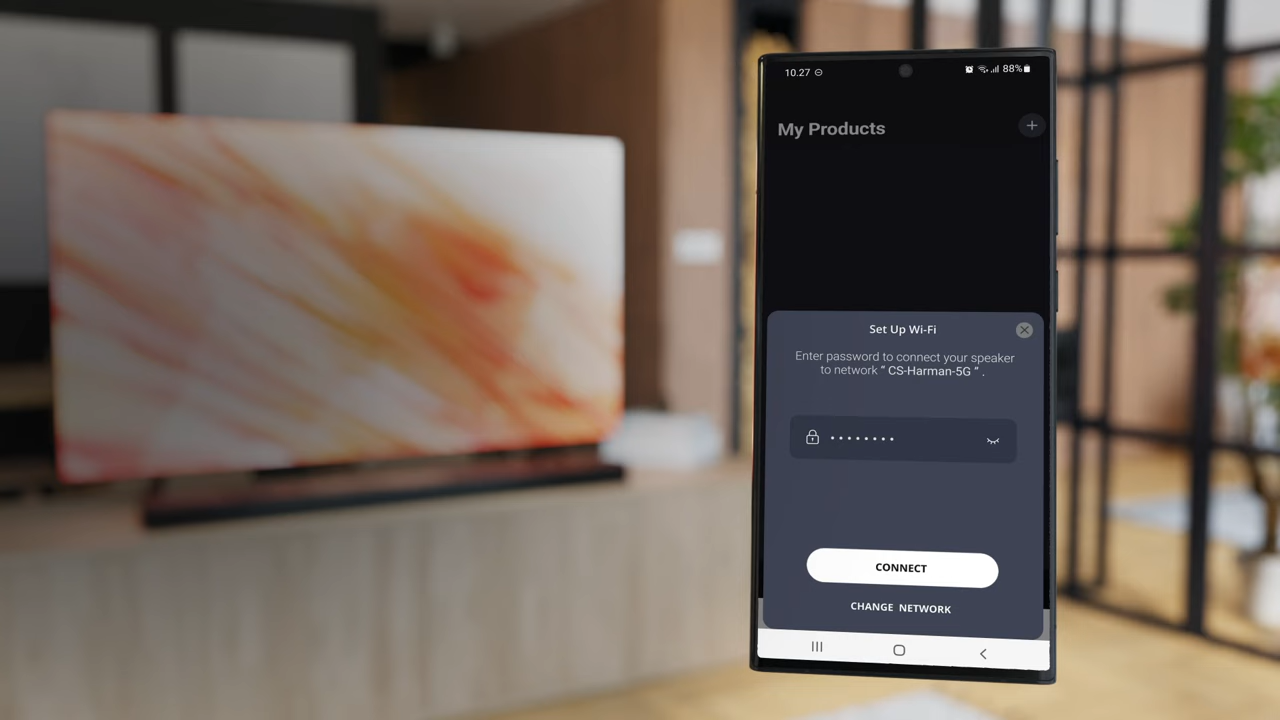 10.27 88%
My Products
Set Up Wi-Fi
Enter password to connect your speaker
to network “ CS-Harman-5G “ .
CONNECT
CHANGE NETWORK